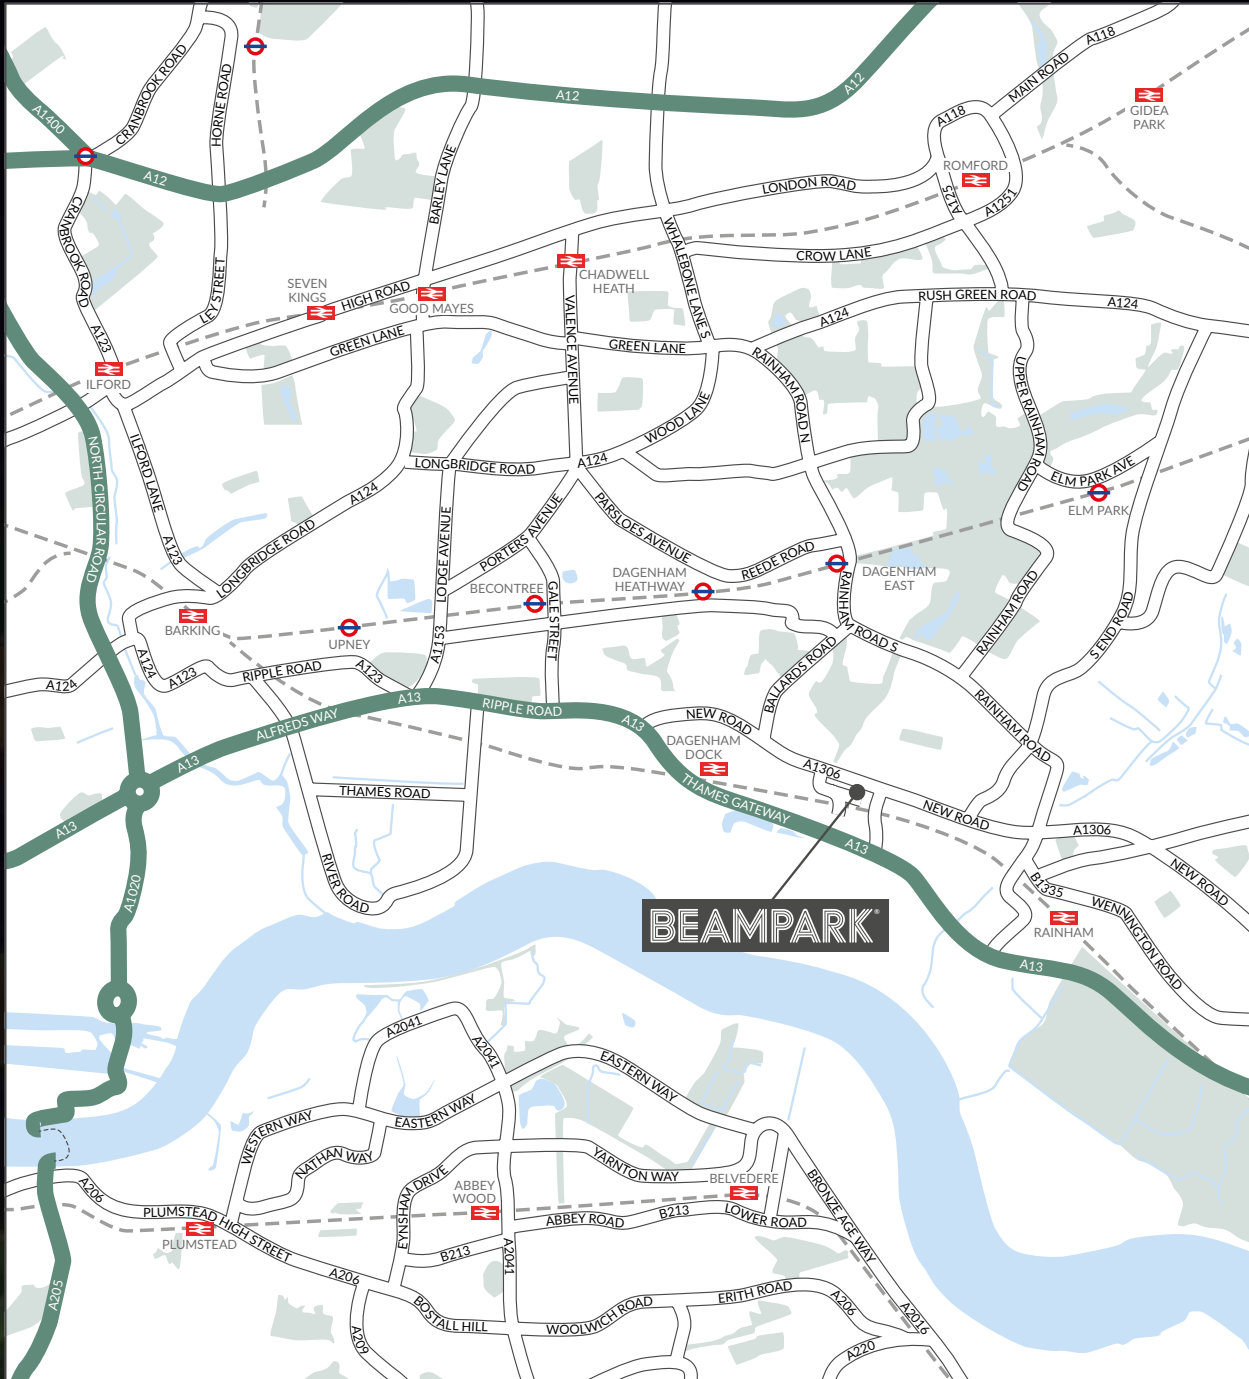 A118
MAIN ROAD
GIDEA
PARK
CRANBROOK ROAD
HORNE ROAD
A12
A12
A1400
A12
A118
ROMFORD
A125
A1251
LONDON ROAD
BARLEY LANE
CRANBROOK ROAD
WHALEBONE LANE S
CROW LANE
CHADWELL
HEATH
SEVEN
KINGS
HIGH ROAD
GOOD MAYES
LEY STREET
VALENCE AVENUE
RUSH GREEN ROAD
A124
A124
A123
GREEN LANE
GREEN LANE
ILFORD
RAINHAM ROAD N
UPPER RAINHAM ROAD
WOOD LANE
NORTH CIRCULAR ROAD
ILFORD LANE
LONGBRIDGE ROAD
A124
A124
ELM PARK AVE
ELM PARK
LONGBRIDGE ROAD
A123
LODGE AVENUE
PORTERS AVENUE
PARSLOES AVENUE
REEDE ROAD
BECONTREE
DAGENHAM
HEATHWAY
DAGENHAM
EAST
GALE STREET
RAINHAM ROAD S
RAINHAM ROAD
S END ROAD
BARKING
UPNEY
A1153
A124
A124
A123
RIPPLE ROAD
A123
BALLARDS ROAD
RAINHAM ROAD
A13
RIPPLE ROAD
ALFREDS WAY
A13
A13
NEW ROAD
DAGENHAM
DOCK
A1306
THAMES GATEWAY
THAMES ROAD
NEW ROAD
A1306
A13
A13
NEW ROAD
RIVER ROAD
A1020
B1335
WENNINGTON ROAD
BEAMPARK®
RAINHAM
A13
A2041
A2041
EASTERN WAY
EASTERN WAY
WESTERN WAY
NATHAN WAY
YARNTON WAY
BELVEDERE
EYNSHAM DRIVE
ABBEY
WOOD
BRONZE AGE WAY
A206
PLUMSTEAD HIGH STREET
PLUMSTEAD
ABBEY ROAD
B213
LOWER ROAD
B213
A2041
A206
A205
BOSTALL HILL
WOOLWICH ROAD
ERITH ROAD
A206
A2016
A209
A220